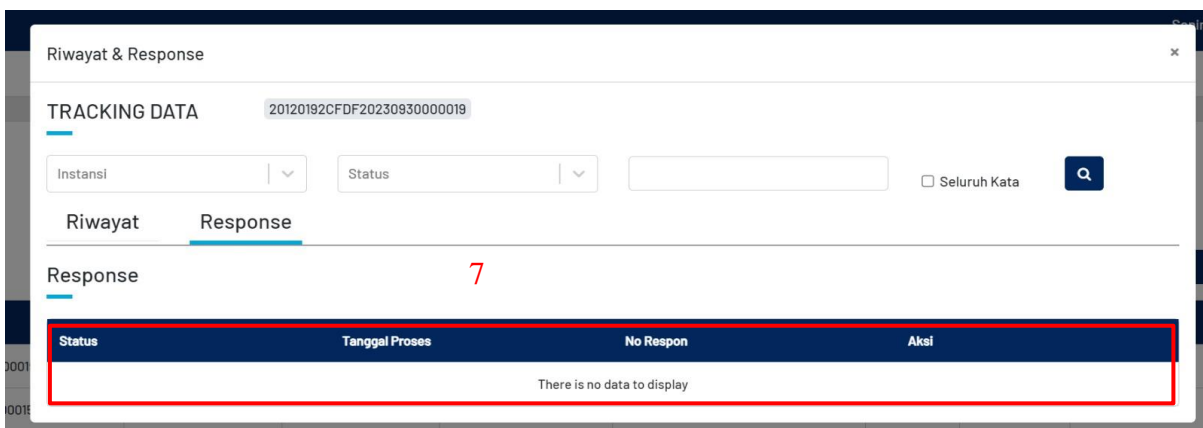 Riwayat & Response ×
TRACKING DATA 20120192CFDF20230930000019
Instansi Status Seluruh Kata
Riwayat Response
Response 7
Status Tanggal Proses No Respon Aksi
There is no data to display